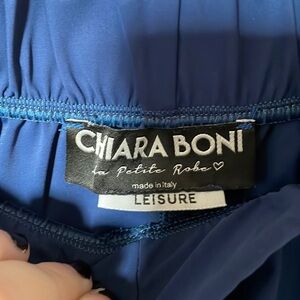 CHIARA BONI
La Petite Robe ♡
made in Italy
LEISURE